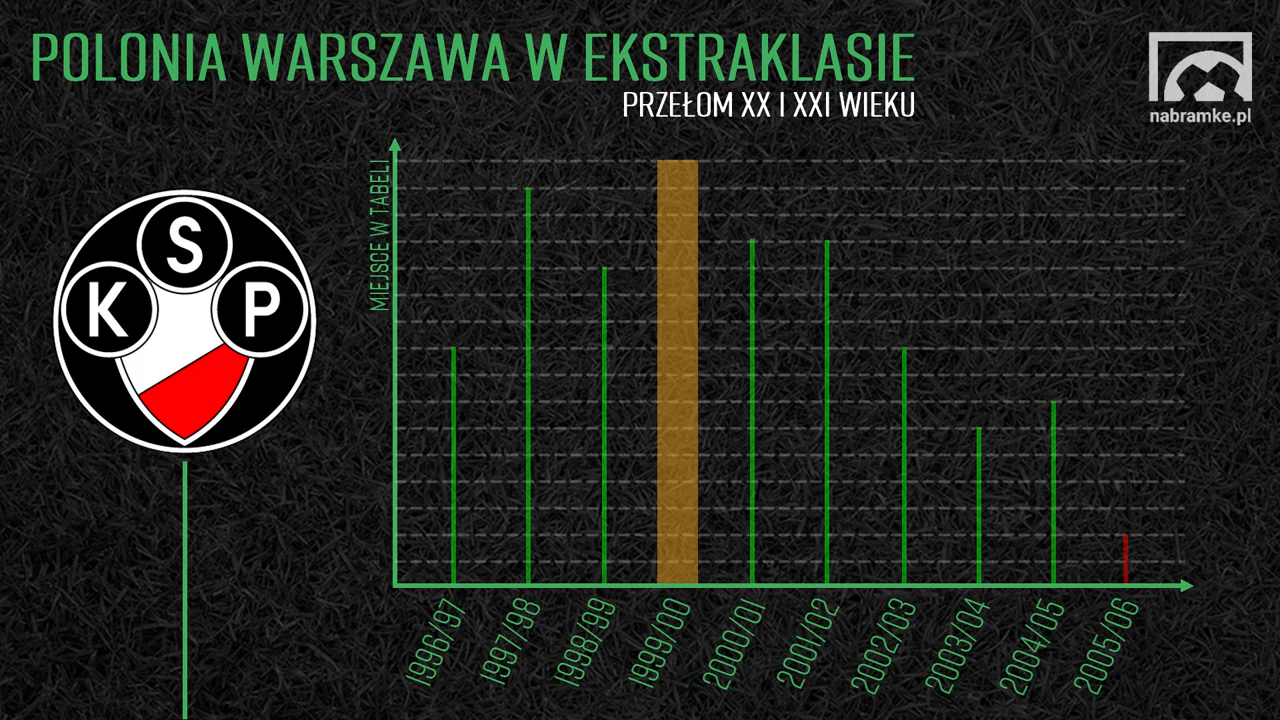 POLONIA WARSZAWA W EKSTRAKLASIE
PRZEŁOM XX I XXI WIEKU
nabramke.pl
MIEJSCE W TABELI
S
K P
1996/97
1997/98
1998/99
1999/00
2000/01
2001/02
2002/03
2003/04
2004/05
2005/06